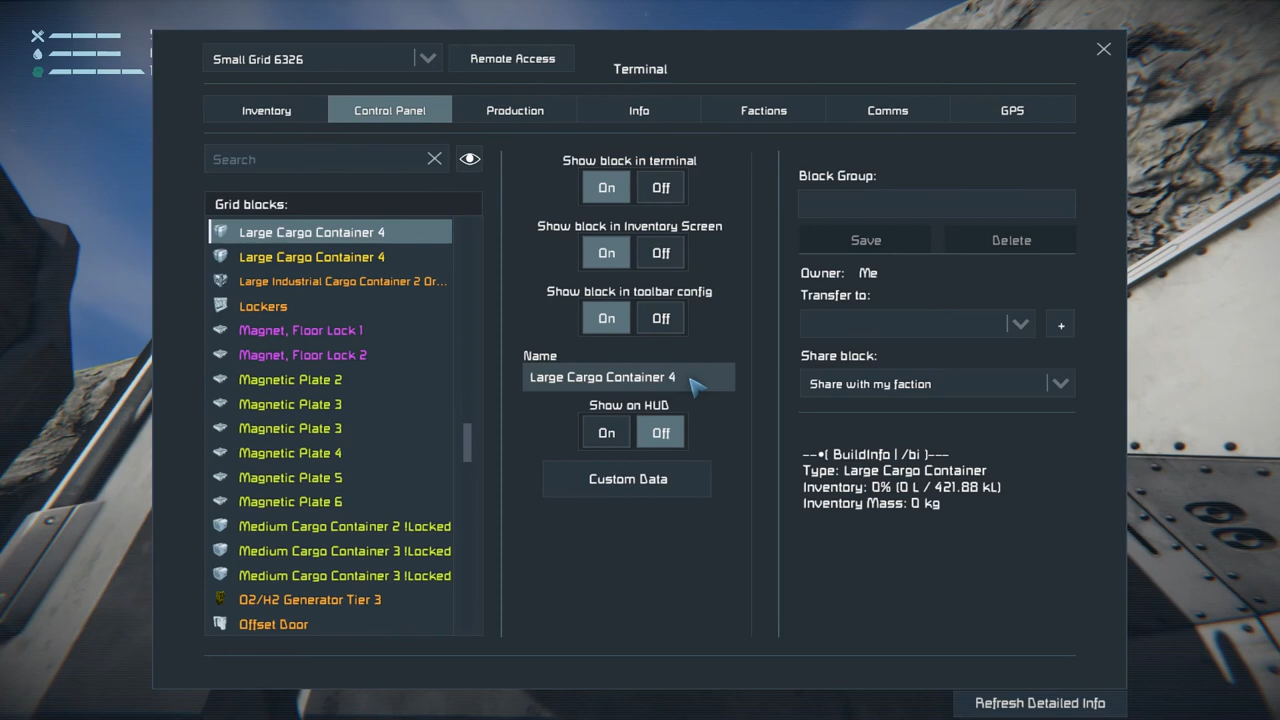 Small Grid 6326
Remote Access
Terminal
Inventory
Control Panel
Production
Info
Factions
Comms
GPS
Search
Grid blocks:
Large Cargo Container 4
Large Cargo Container 4
Large Industrial Cargo Container 2 Or...
Lockers
Magnet, Floor Lock 1
Magnet, Floor Lock 2
Magnetic Plate 2
Magnetic Plate 3
Magnetic Plate 3
Magnetic Plate 4
Magnetic Plate 5
Magnetic Plate 6
Medium Cargo Container 2 !Locked
Medium Cargo Container 3 !Locked
Medium Cargo Container 3 !Locked
O2/H2 Generator Tier 3
Offset Door
Show block in terminal
On Off
Show block in Inventory Screen
On Off
Show block in toolbar config
On Off
Name
Large Cargo Container 4
Show on HUD
On Off
Custom Data
Block Group:
Save Delete
Owner: Me
Transfer to:
+
Share block:
Share with my faction
--•( BuildInfo | /bi )---
Type: Large Cargo Container
Inventory: 0% (0 L / 421.88 kL)
Inventory Mass: 0 kg
Refresh Detailed Info